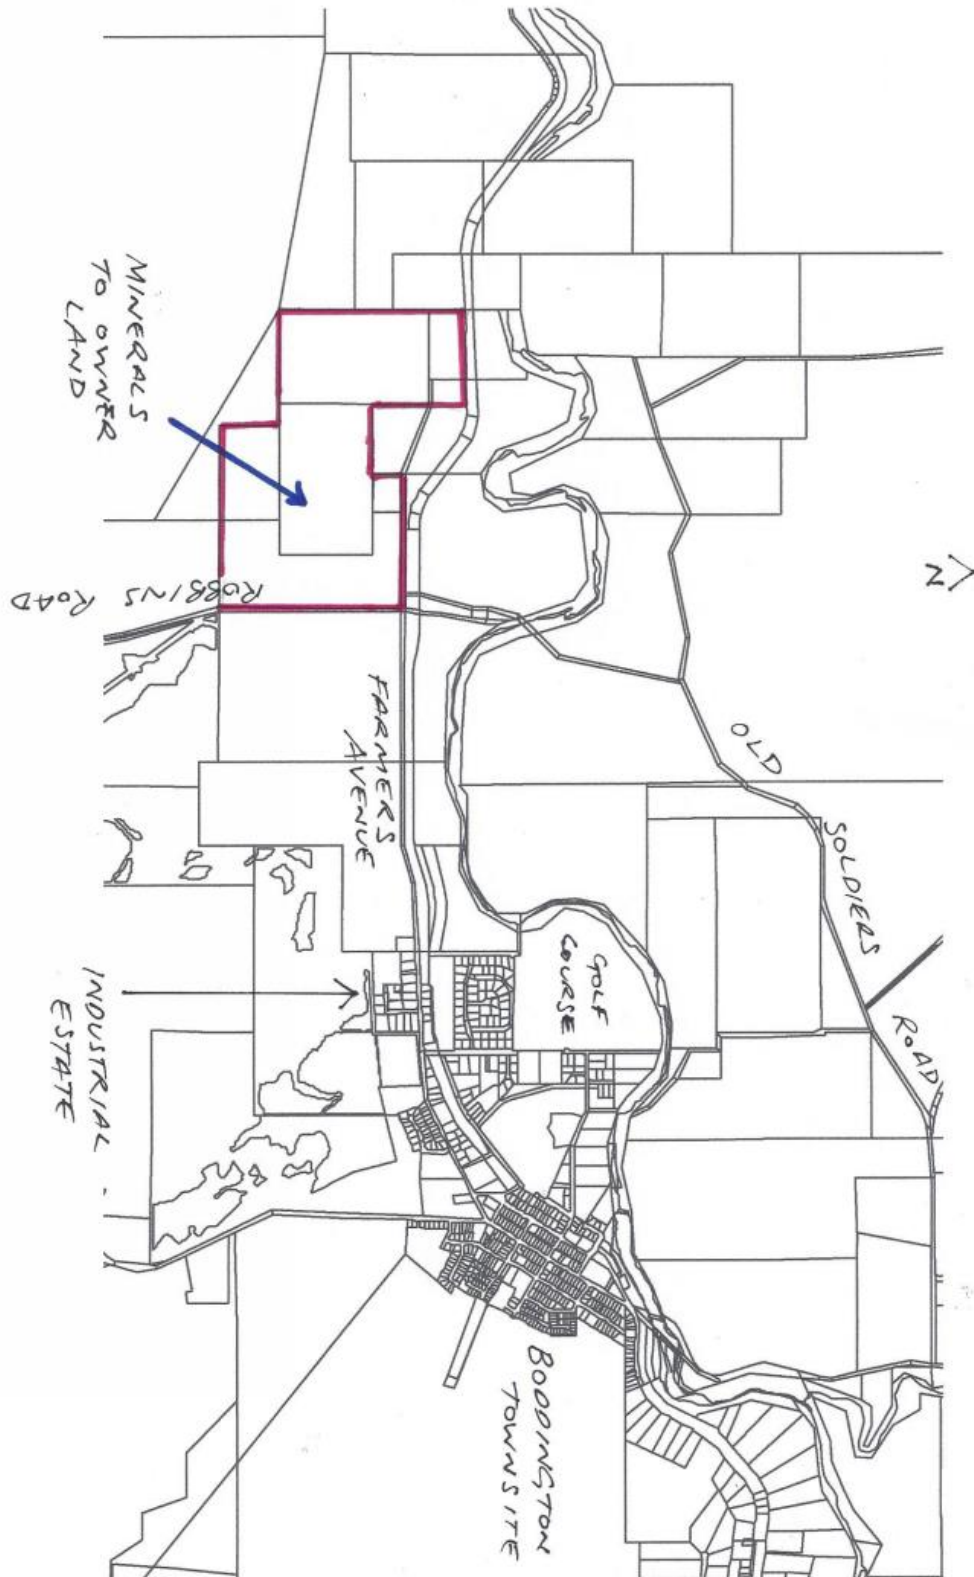 MINERALS
TO OWNER
LAND
ROBBINS ROAD
FARMERS
AVENUE
N
OLD
SOLDIERS
ROAD
GOLF
COURSE
INDUSTRIAL
ESTATE
BODDINGTON
TOWNSITE